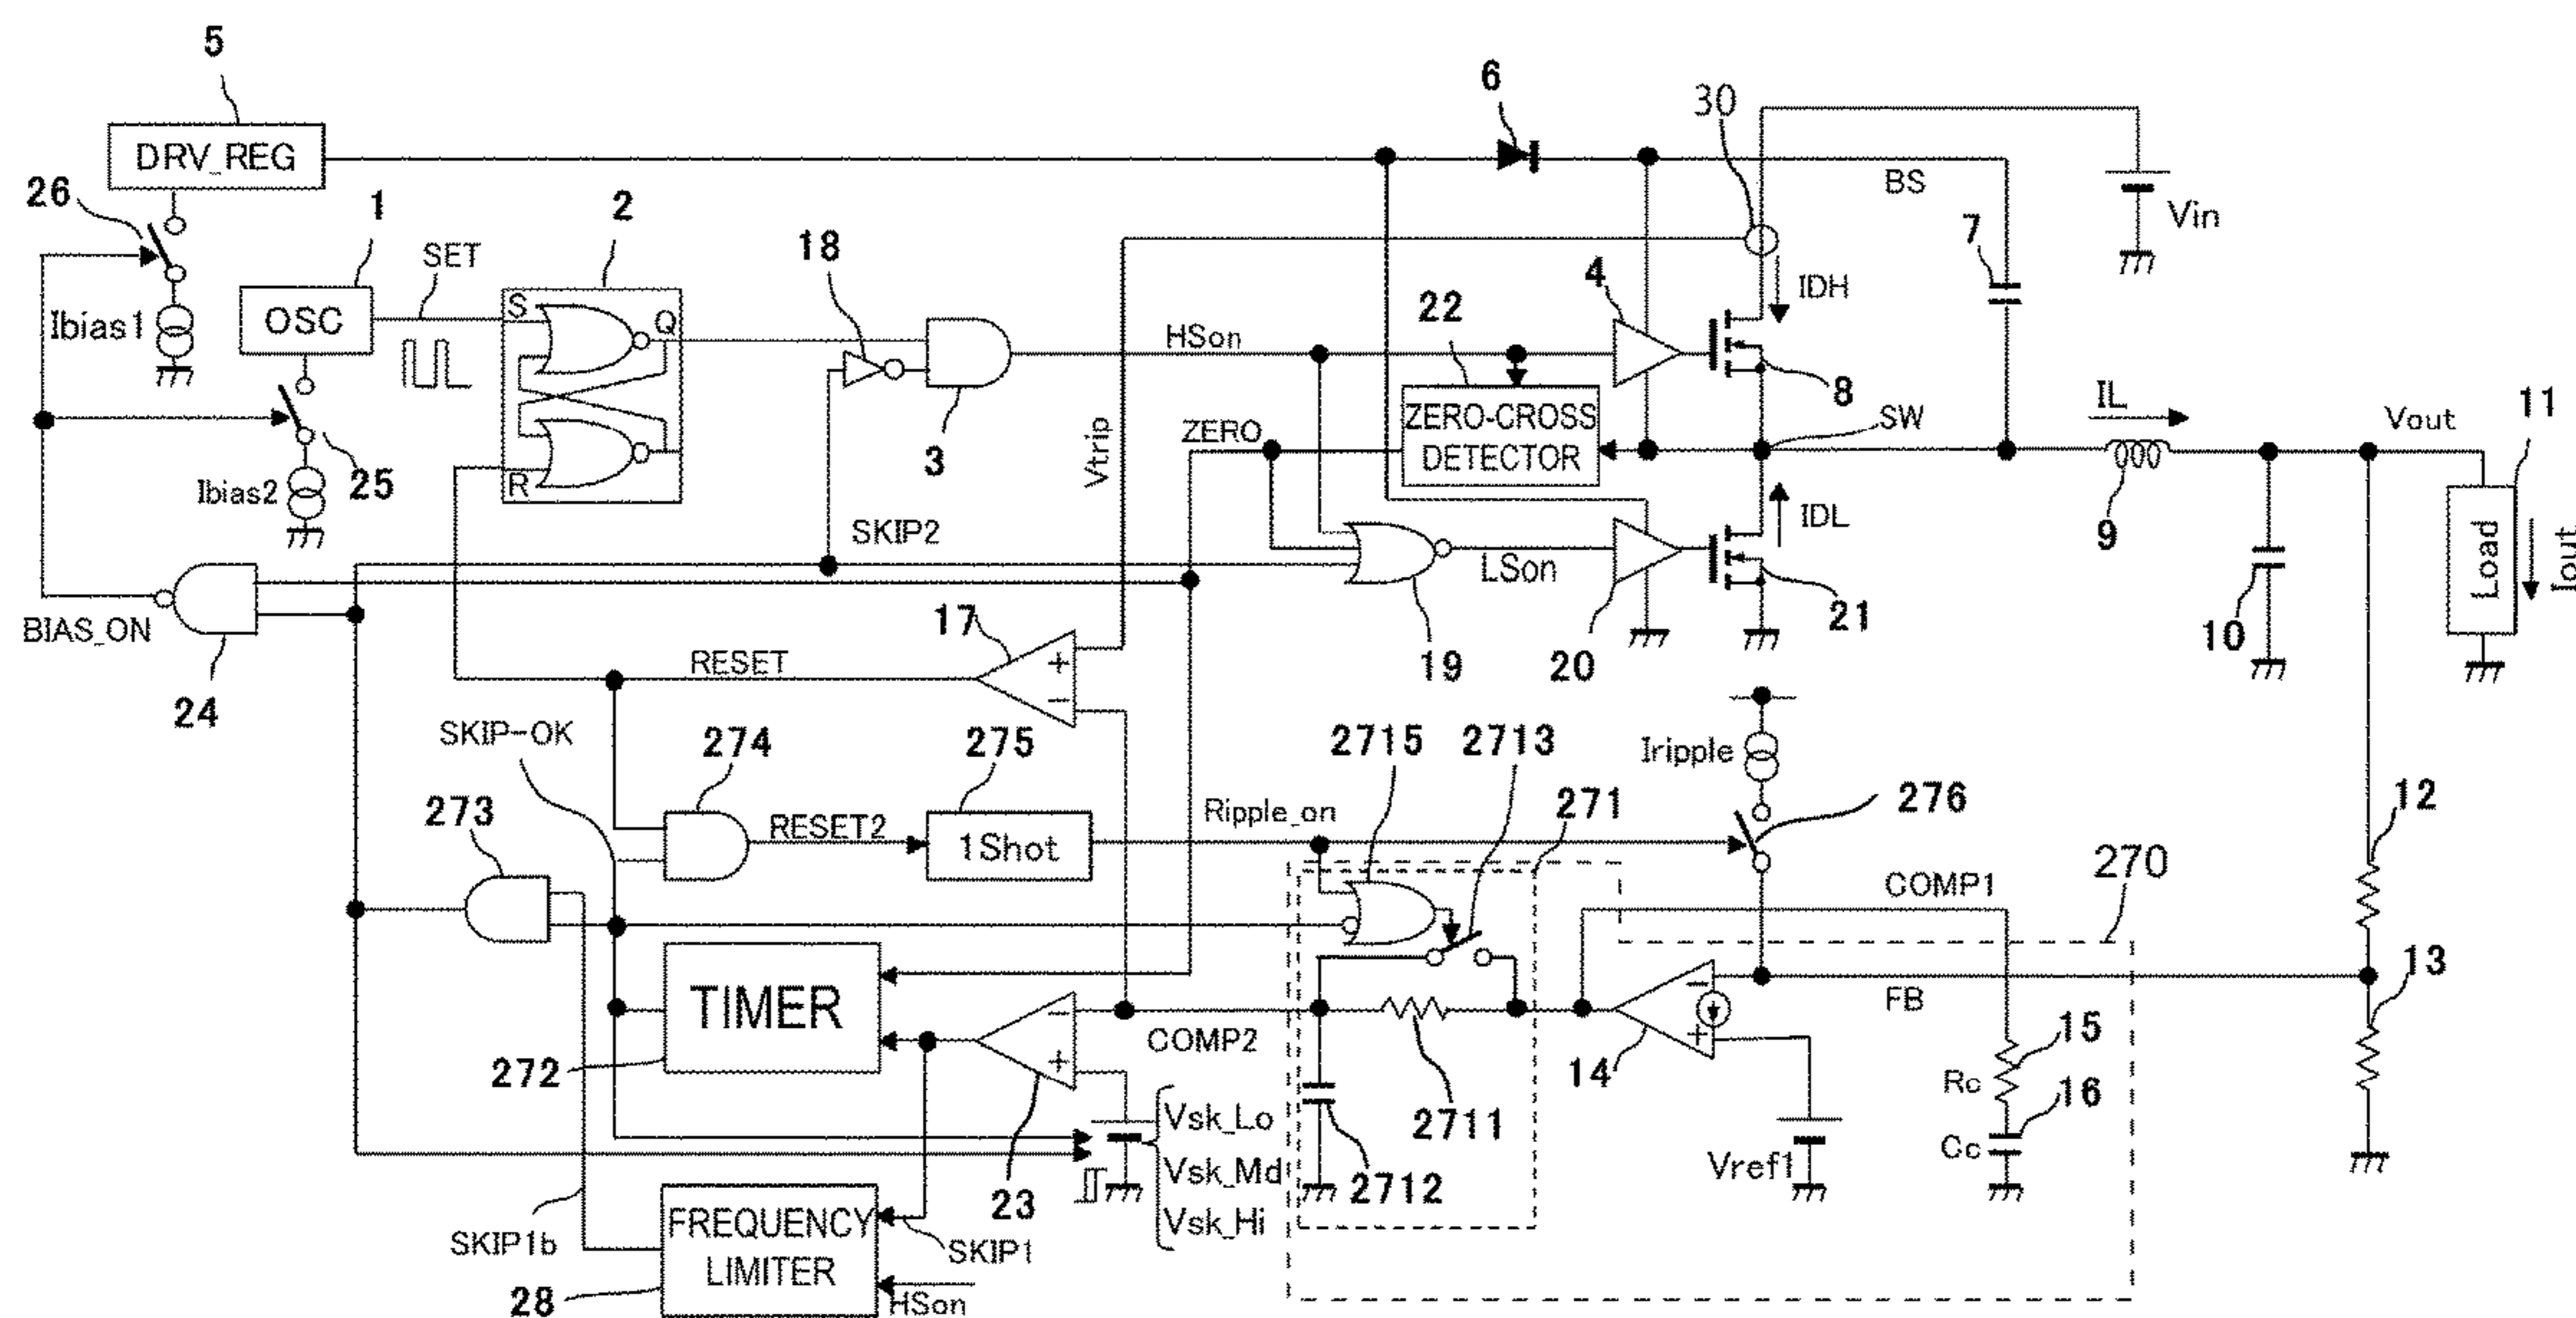 5
DRV_REG
6
30
BS
Vin
26
1
2
18
7
SET
4
IDH
Ibias1
OSC
S
Q
HSon
22
8
IL
Vout
11
ZERO-CROSS
DETECTOR
SW
ZERO
3
Vtrip
Ibias2
25
R
9
SKIP2
LSon
IDL
Load
Iout
BIAS_ON
24
17
+
−
19
20
21
10
RESET
SKIP-OK
274
275
2715
2713
Iripple
276
12
273
RESET2
1Shot
Ripple_on
271
270
COMP1
TIMER
13
−
+
COMP2
FB
14
15
272
−
+
23
2711
Rc
16
Vsk_Lo
Vsk_Md
Vsk_Hi
2712
Vref1
Cc
SKIP1b
FREQUENCY
LIMITER
SKIP1
28
HSon